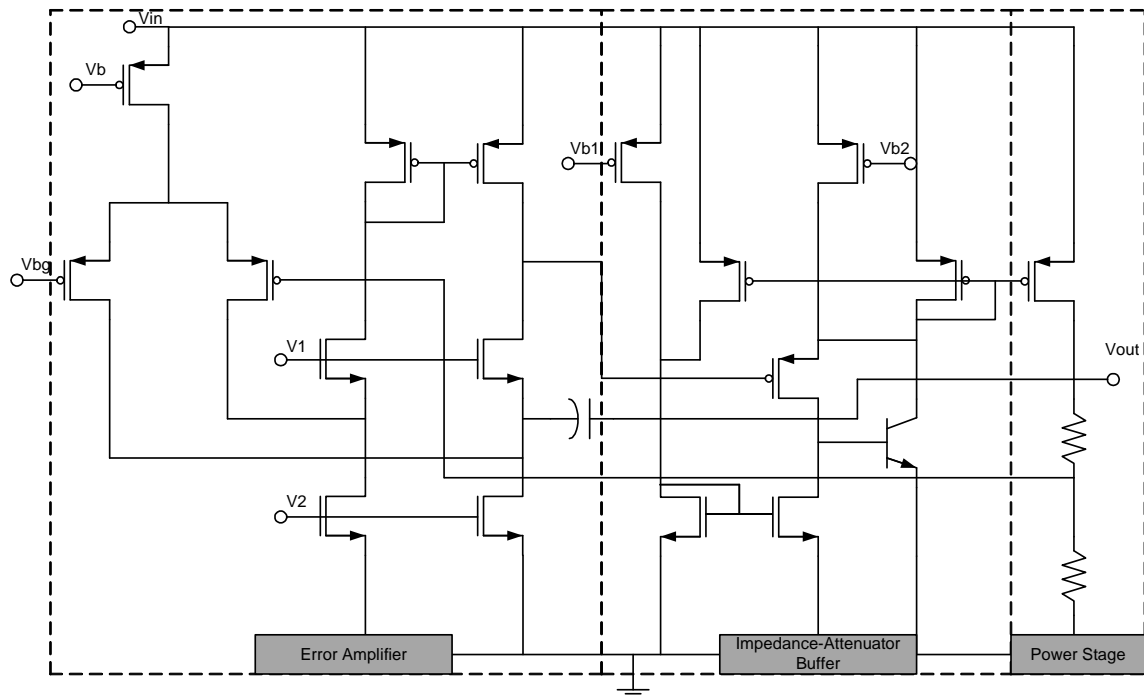 Vin
Vb
Vb1
Vb2
Vbg
V1
Vout
V2
Error Amplifier
Impedance-Attenuator
Buffer
Power Stage